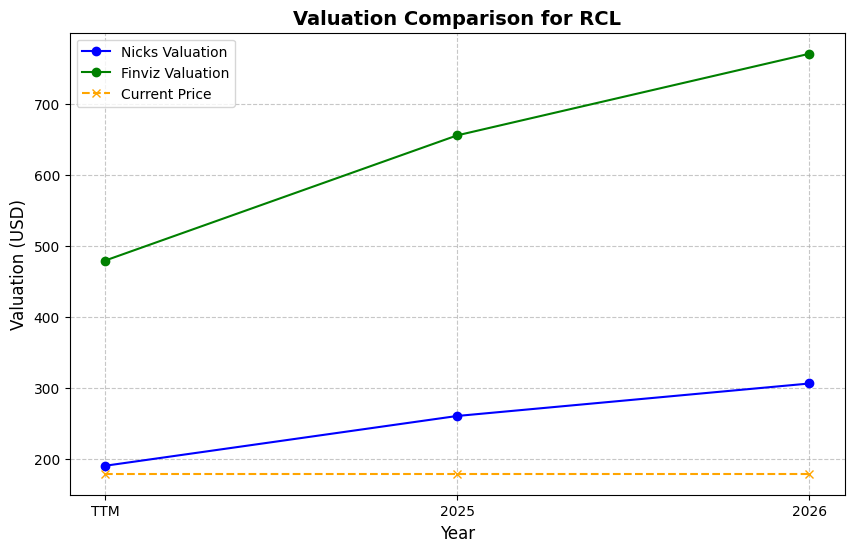 Valuation Comparison for RCL
Nicks Valuation
Finviz Valuation
Current Price
Valuation (USD)
700
600
500
400
300
200
TTM
2025
2026
Year